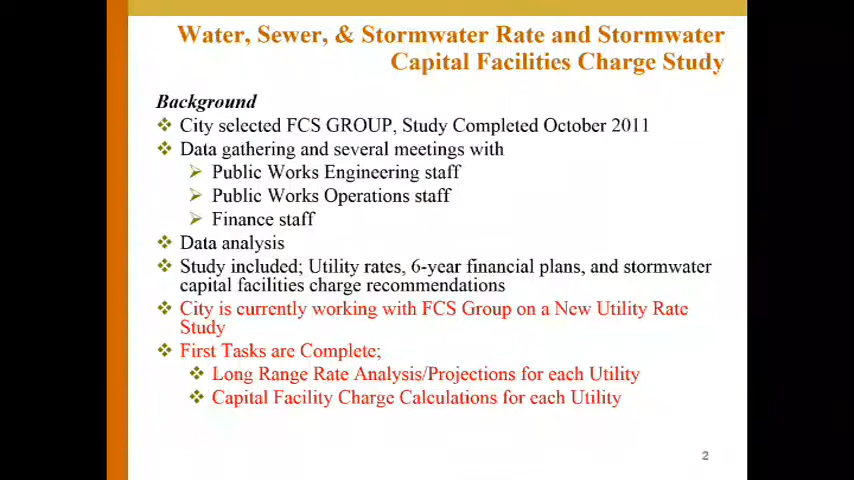 Water, Sewer, & Stormwater Rate and Stormwater
Capital Facilities Charge Study
Background
City selected FCS GROUP, Study Completed October 2011
Data gathering and several meetings with
Public Works Engineering staff
Public Works Operations staff
Finance staff
Data analysis
Study included; Utility rates, 6-year financial plans, and stormwater
capital facilities charge recommendations
City is currently working with FCS Group on a New Utility Rate
Study
First Tasks are Complete;
Long Range Rate Analysis/Projections for each Utility
Capital Facility Charge Calculations for each Utility
2